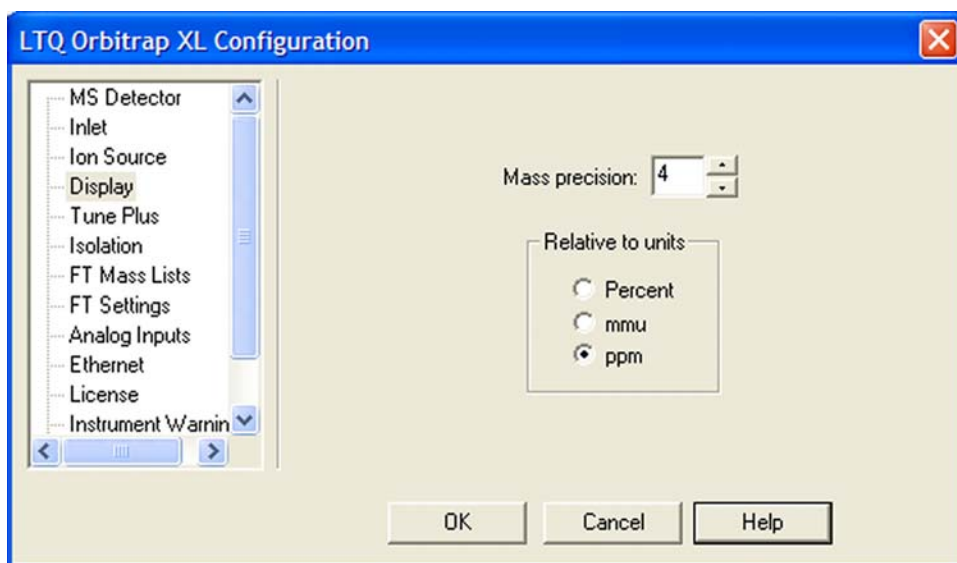 LTQ Orbitrap XL Configuration
MS Detector
Inlet
Ion Source
Display
Tune Plus
Isolation
FT Mass Lists
FT Settings
Analog Inputs
Ethernet
License
Instrument Warnin
Mass precision: 4
Relative to units
Percent
mmu
ppm
OK Cancel Help